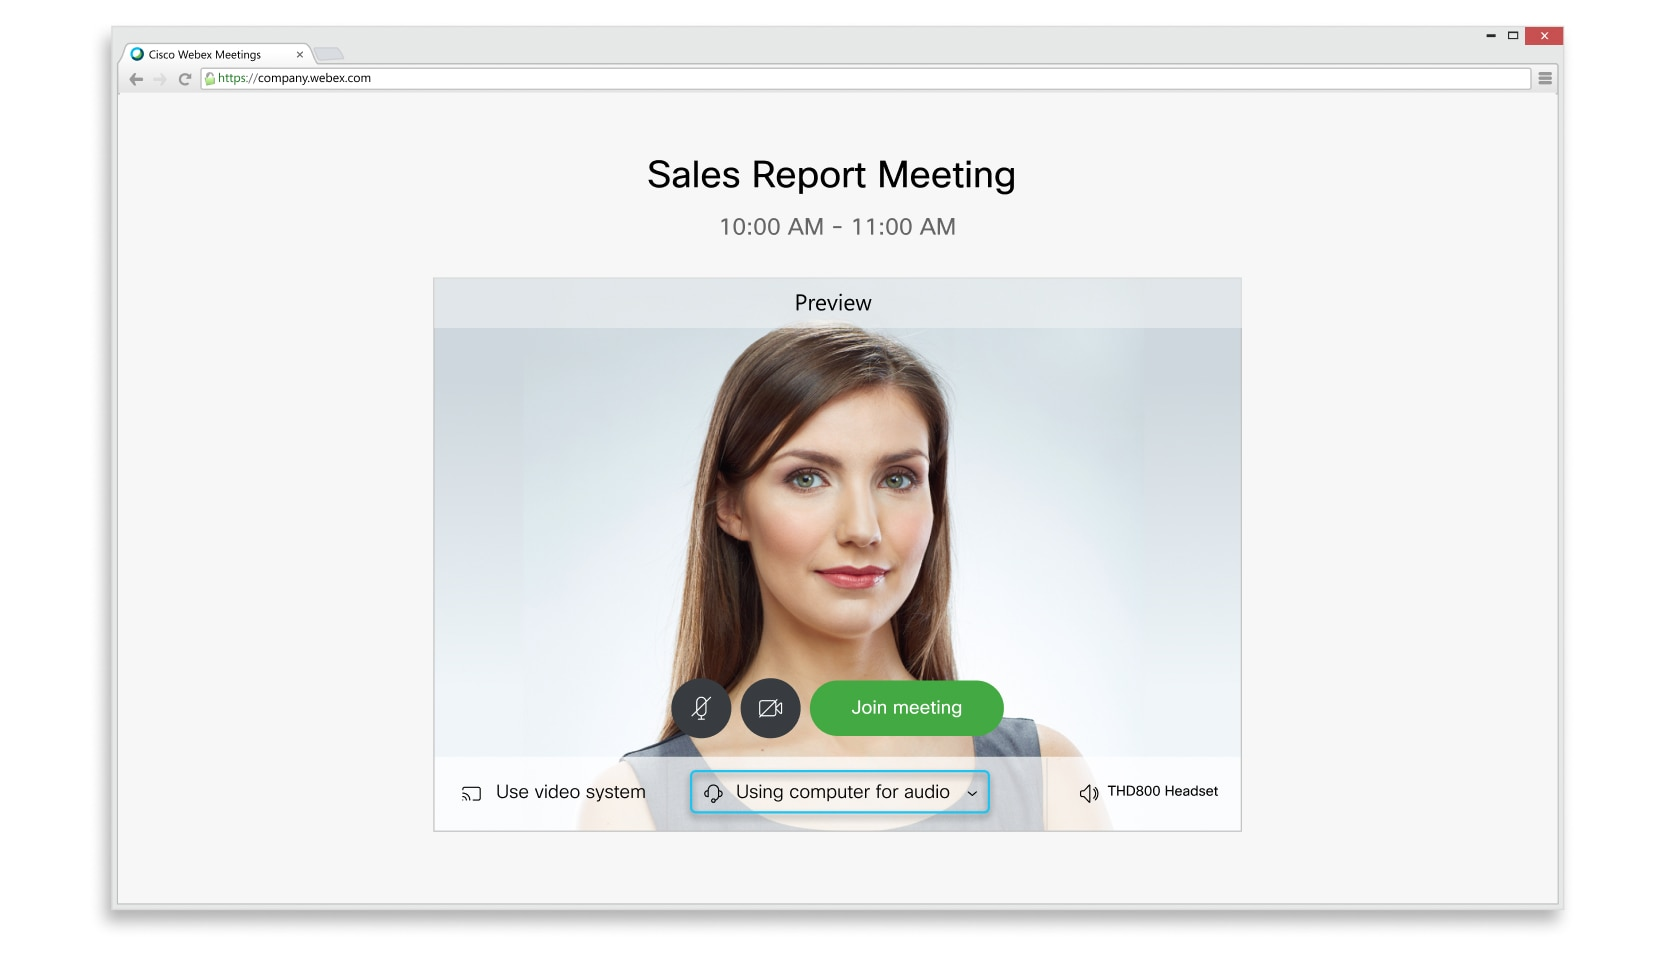 Cisco Webex Meetings
https://company.webex.com
Sales Report Meeting
10:00 AM - 11:00 AM
Preview
Join meeting
Use video system
Using computer for audio
THD800 Headset